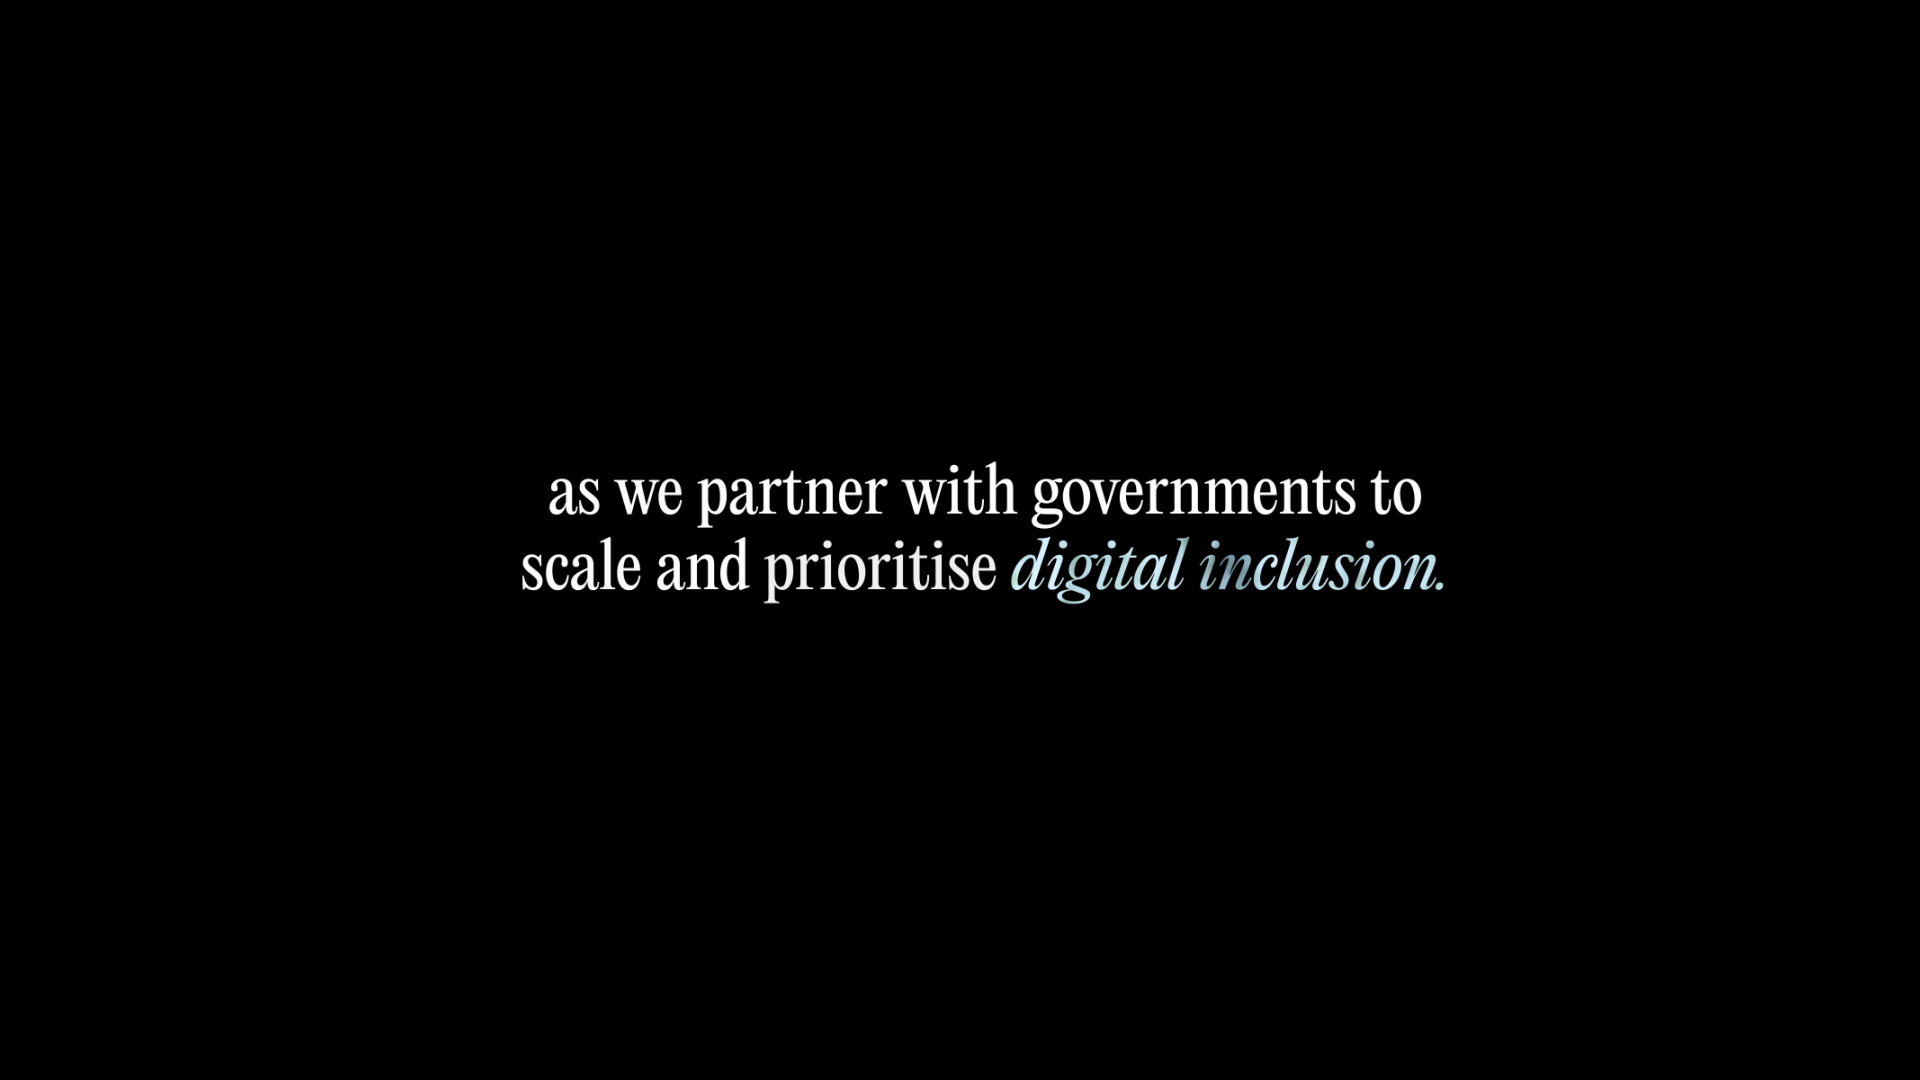 as we partner with governments to
scale and prioritise digital inclusion.